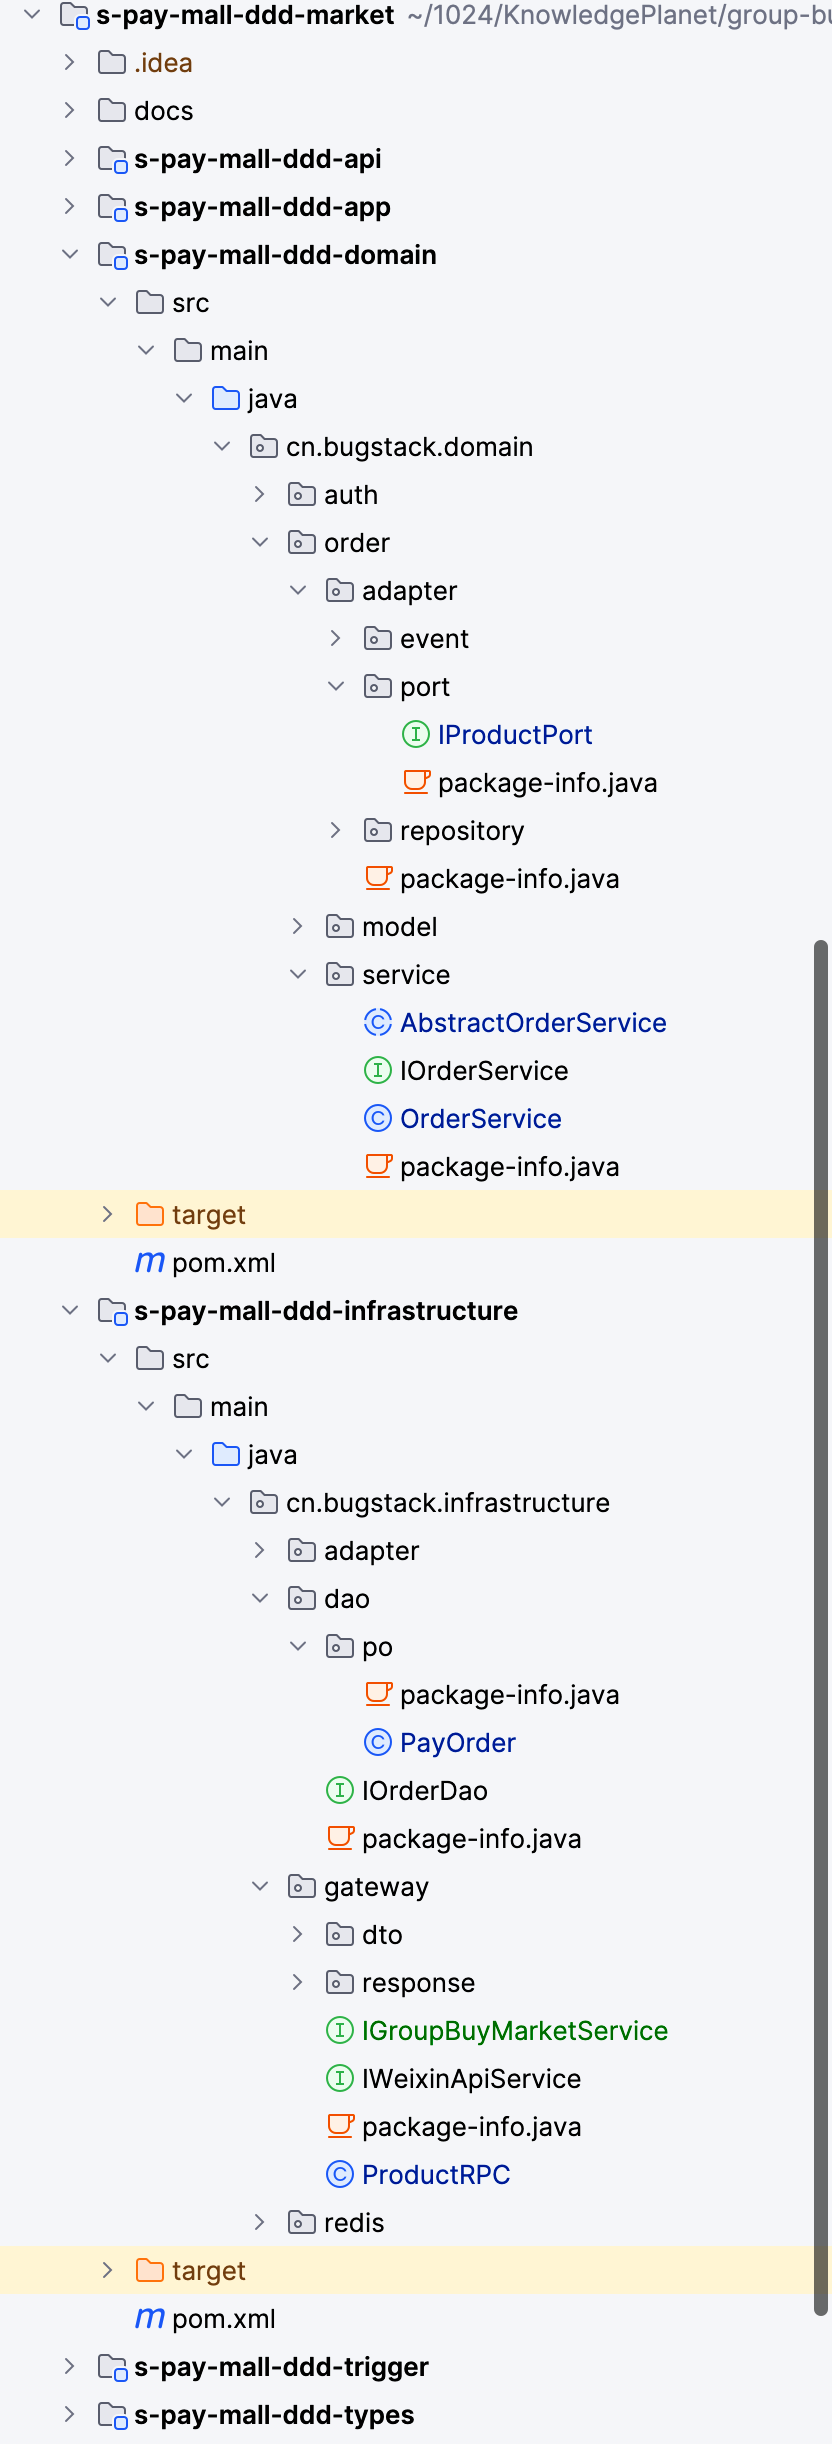 s-pay-mall-ddd-market ~/1024/KnowledgePlanet/group-bu
.idea
docs
s-pay-mall-ddd-api
s-pay-mall-ddd-app
s-pay-mall-ddd-domain
src
main
java
cn.bugstack.domain
auth
order
adapter
event
port
IProductPort
package-info.java
repository
package-info.java
model
service
AbstractOrderService
IOrderService
OrderService
package-info.java
target
pom.xml
s-pay-mall-ddd-infrastructure
src
main
java
cn.bugstack.infrastructure
adapter
dao
po
package-info.java
PayOrder
IOrderDao
package-info.java
gateway
dto
response
IGroupBuyMarketService
IWeixinApiService
package-info.java
ProductRPC
redis
target
pom.xml
s-pay-mall-ddd-trigger
s-pay-mall-ddd-types